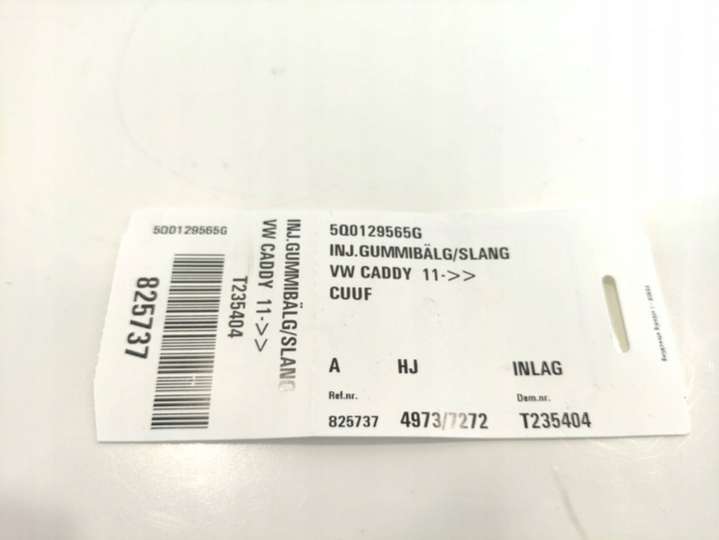 5Q0129565G
825737
T235404
VW CADDY 11->>
INJ.GUMMIBÄLG/SLANG
5Q0129565G
INJ.GUMMIBÄLG/SLANG
VW CADDY 11->>
CUUF
A HJ INLAG
Ref.nr. Dem.nr.
825737 4973/7272 T235404